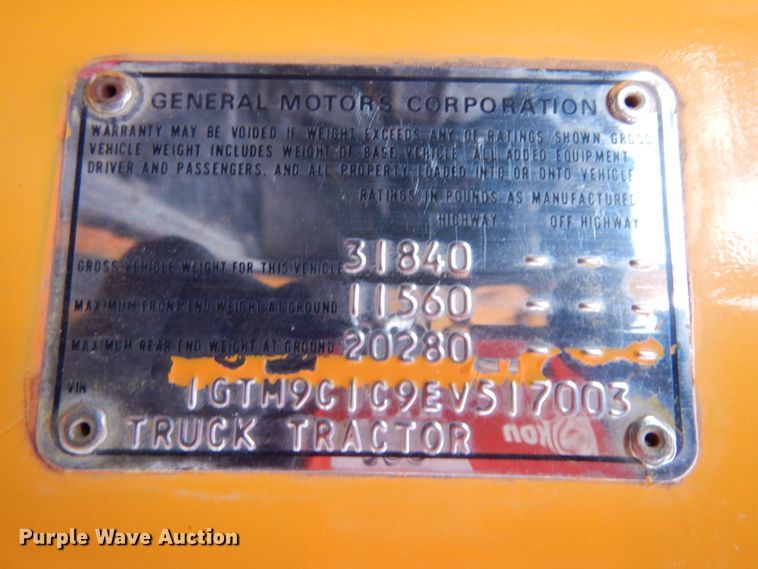 GENERAL MOTORS CORPORATION
WARRANTY MAY BE VOIDED IF WEIGHT EXCEEDS ANY OF RATINGS SHOWN GROSS
VEHICLE WEIGHT INCLUDES WEIGHT OF BASE VEHICLE, ALL ADDED EQUIPMENT,
DRIVER AND PASSENGERS, AND ALL PROPERTY LOADED INTO OR ONTO VEHICLE
RATINGS IN POUNDS AS MANUFACTURED
HIGHWAY OFF HIGHWAY
GROSS VEHICLE WEIGHT FOR THIS VEHICLE 31840 - - -
MAXIMUM FRONT END WEIGHT AT GROUND 11560 - - -
MAXIMUM REAR END WEIGHT AT GROUND 20280 - - -
VIN 1GTM9C1C9EV517003
TRUCK TRACTOR
kon
Purple Wave Auction